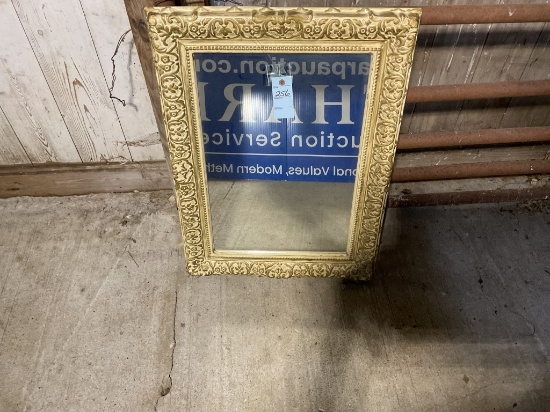 arpauction.co
HAR
uction Service
onal Values, Modern Meth
256